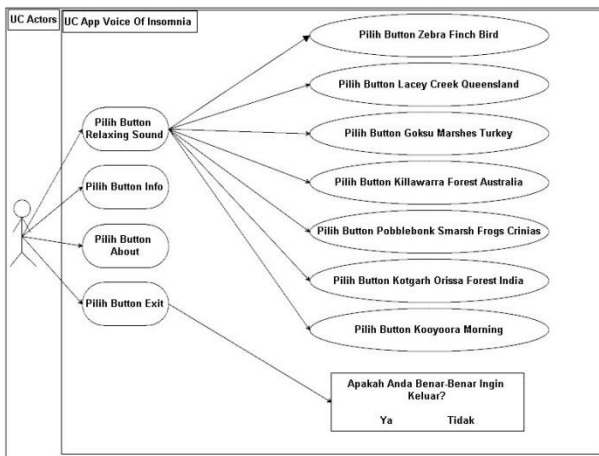 UC Actors
UC App Voice Of Insomnia
Pilih Button Zebra Finch Bird
Pilih Button Lacey Creek Queensland
Pilih Button
Relaxing Sound
Pilih Button Goksu Marshes Turkey
Pilih Button Info
Pilih Button Killawarra Forest Australia
Pilih Button
About
Pilih Button Pobblebonk Smarsh Frogs Crinias
Pilih Button Exit
Pilih Button Kotgarh Orissa Forest India
Pilih Button Kooyoora Morning
Apakah Anda Benar-Benar Ingin
Keluar?
Ya Tidak